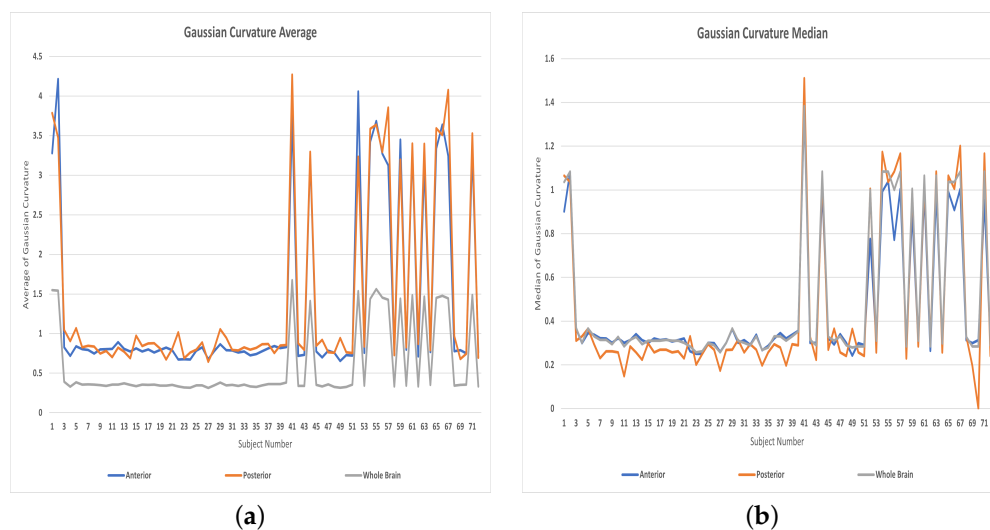 Gaussian Curvature Average
Average of Gaussian Curvature
4.5
4
3.5
3
2.5
2
1.5
1
0.5
0
1 3 5 7 9 11 13 15 17 19 21 23 25 27 29 31 33 35 37 39 41 43 45 47 49 51 53 55 57 59 61 63 65 67 69 71
Subject Number
Anterior Posterior Whole Brain
(a)
Gaussian Curvature Median
Median of Gaussian Curvature
1.6
1.4
1.2
1.0
0.8
0.6
0.4
0.2
0
1 3 5 7 9 11 13 15 17 19 21 23 25 27 29 31 33 35 37 39 41 43 45 47 49 51 53 55 57 59 61 63 65 67 69 71
Subject Number
Anterior Posterior Whole Brain
(b)